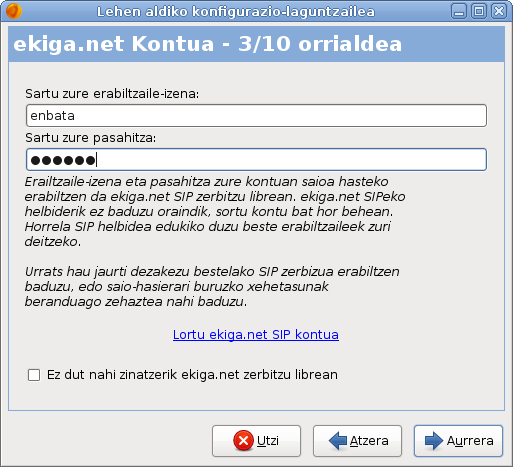 Lehen aldiko konfigurazio-laguntzailea
ekiga.net Kontua - 3/10 orrialdea
Sartu zure erabiltzaile-izena:
enbata
Sartu zure pasahitza:
●●●●●●
Erailtzaile-izena eta pasahitza zure kontuan saioa hasteko
erabiltzen da ekiga.net SIP zerbitzu librean. ekiga.net SIPeko
helbiderik ez baduzu oraindik, sortu kontu bat hor behean.
Horrela SIP helbidea edukiko duzu beste erabiltzaileek zuri
deitzeko.
Urrats hau jaurti dezakezu bestelako SIP zerbizua erabiltzen
baduzu, edo saio-hasierari buruzko xehetasunak
beranduago zehaztea nahi baduzu.
Lortu ekiga.net SIP kontua
Ez dut nahi zinatzerik ekiga.net zerbitzu librean
Utzi
Atzera
Aurrera